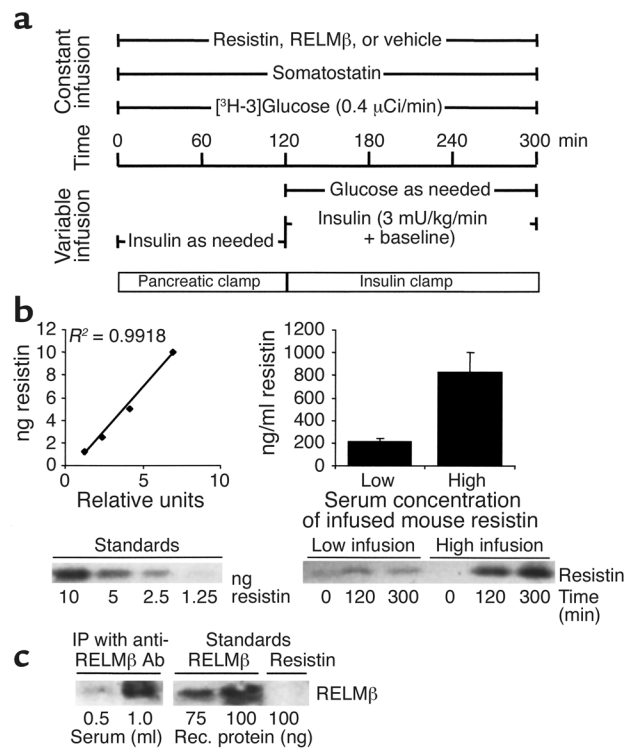 a
Constant infusion
Resistin, RELMβ, or vehicle
Somatostatin
[³H-3]Glucose (0.4 μCi/min)
Time
0 60 120 180 240 300 min
Variable infusion
Glucose as needed
Insulin (3 mU/kg/min
+ baseline)
Insulin as needed
Pancreatic clamp Insulin clamp
b
R² = 0.9918
ng resistin
12
10
8
6
4
2
0
0 5 10
Relative units
ng/ml resistin
1200
1000
800
600
400
200
0
Low High
Serum concentration
of infused mouse resistin
Standards
10 5 2.5 1.25
ng
resistin
Low infusion High infusion
Resistin
0 120 300 0 120 300 Time
(min)
c
IP with anti-
RELMβ Ab
Standards
RELMβ Resistin
RELMβ
0.5 1.0 75 100 100
Serum (ml) Rec. protein (ng)